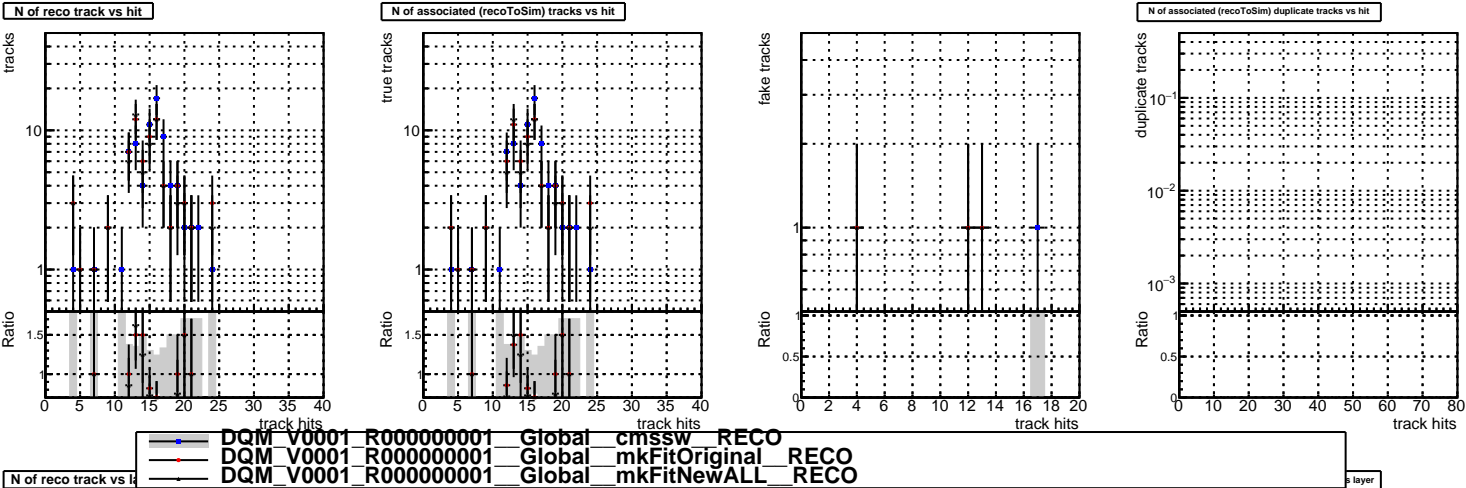 N of reco track vs hit
N of associated (recoToSim) tracks vs hit
N of associated (recoToSim) duplicate tracks vs hit
tracks
10
1
Ratio
1.5
1
0 5 10 15 20 25 30 35 40
track hits
true tracks
10
1
Ratio
1.5
1
0 5 10 15 20 25 30 35 40
track hits
fake tracks
1
Ratio
1
0.5
0
0 2 4 6 8 10 12 14 16 18 20
track hits
duplicate tracks
10−1
10−2
10−3
Ratio
1
0.5
0
0 10 20 30 40 50 60 70 80
track hits
DQM_V0001_R000000001__Global__cmssw__RECO
DQM_V0001_R000000001__Global__mkFitOriginal__RECO
DQM_V0001_R000000001__Global__mkFitNewALL__RECO
N of reco track vs la
s layer